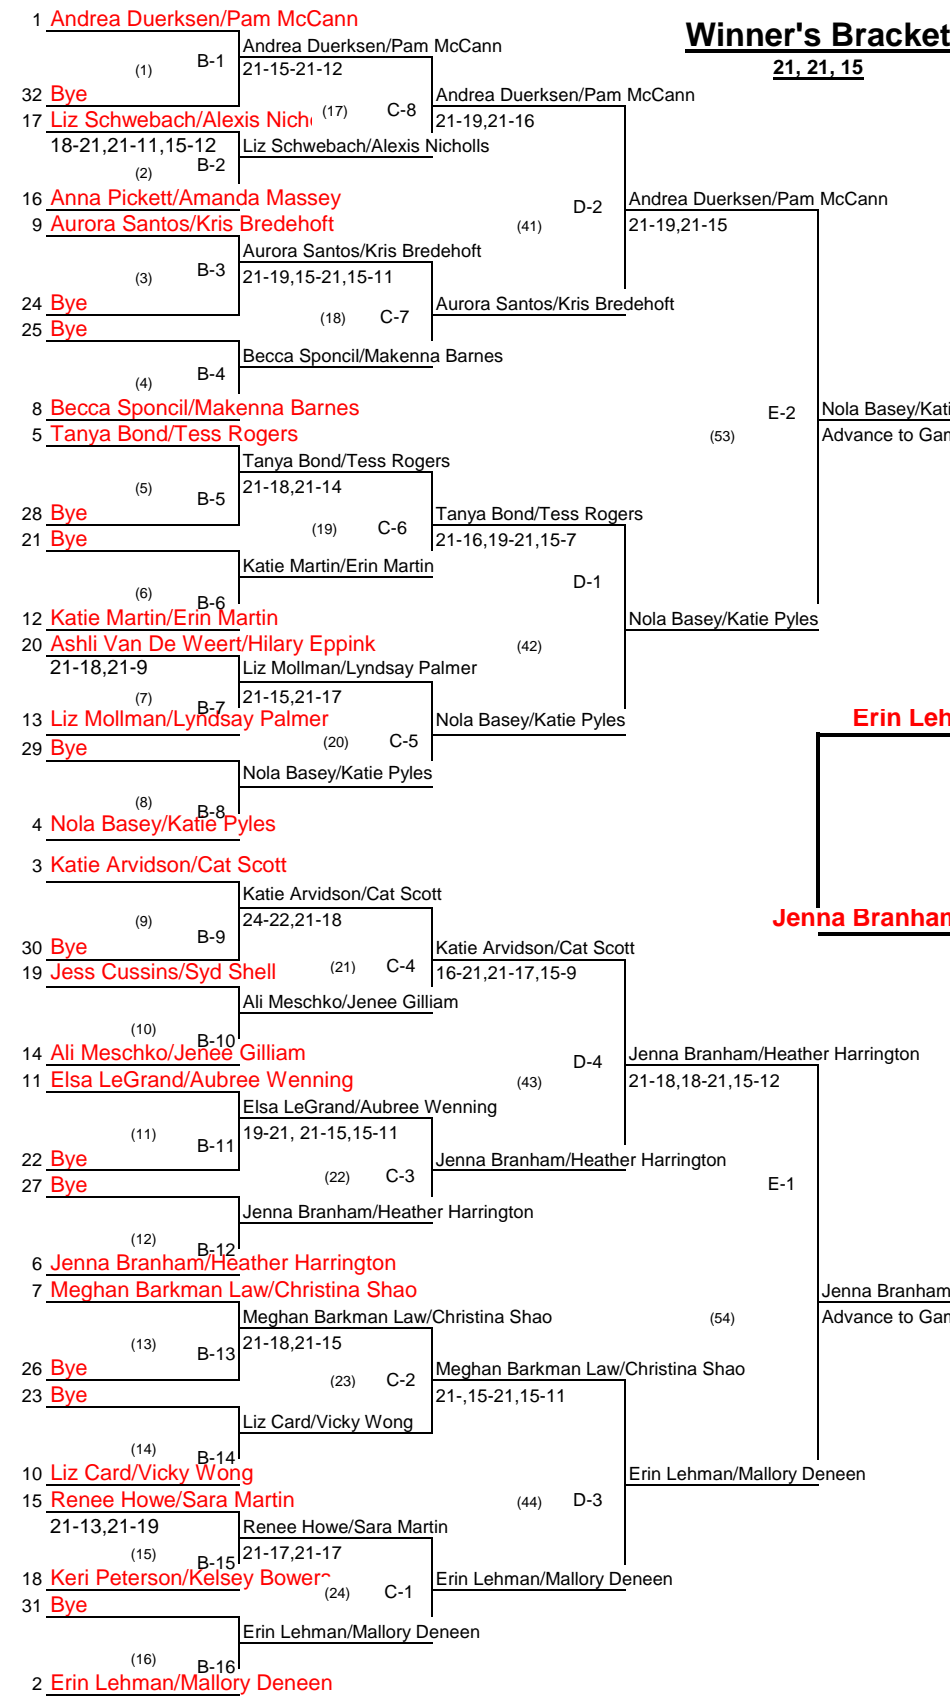 1 Andrea Duerksen/Pam McCann
Winner's Bracket
Andrea Duerksen/Pam McCann
B-1
(1)
21-15-21-12
21, 21, 15
32 Bye
Andrea Duerksen/Pam McCann
(17) C-8
17 Liz Schwebach/Alexis Nich
21-19,21-16
18-21,21-11,15-12
Liz Schwebach/Alexis Nicholls
(2) B-2
16 Anna Pickett/Amanda Massey
D-2
Andrea Duerksen/Pam McCann
9 Aurora Santos/Kris Bredehoft
(41)
21-19,21-15
Aurora Santos/Kris Bredehoft
(3) B-3
21-19,15-21,15-11
24 Bye
Aurora Santos/Kris Bredehoft
(18) C-7
25 Bye
Becca Sponcil/Makenna Barnes
(4) B-4
8 Becca Sponcil/Makenna Barnes
E-2
Nola Basey/Kati
5 Tanya Bond/Tess Rogers
(53)
Advance to Gar
Tanya Bond/Tess Rogers
(5) B-5
21-18,21-14
28 Bye
Tanya Bond/Tess Rogers
(19) C-6
21 Bye
21-16,19-21,15-7
Katie Martin/Erin Martin
D-1
(6) B-6
12 Katie Martin/Erin Martin
Nola Basey/Katie Pyles
20 Ashli Van De Weert/Hilary Eppink
(42)
21-18,21-9
Liz Mollman/Lyndsay Palmer
(7) B-7
21-15,21-17
13 Liz Mollman/Lyndsay Palmer
Nola Basey/Katie Pyles
Erin Leh
(20) C-5
29 Bye
Nola Basey/Katie Pyles
(8) B-8
4 Nola Basey/Katie Pyles
3 Katie Arvidson/Cat Scott
Katie Arvidson/Cat Scott
(9) B-9
24-22,21-18
Jenna Branhan
30 Bye
Katie Arvidson/Cat Scott
19 Jess Cussins/Syd Shell
(21) C-4
16-21,21-17,15-9
Ali Meschko/Jenee Gilliam
(10) B-10
14 Ali Meschko/Jenee Gilliam
D-4
Jenna Branham/Heather Harrington
11 Elsa LeGrand/Aubree Wenning
(43)
21-18,18-21,15-12
Elsa LeGrand/Aubree Wenning
(11) B-11
19-21, 21-15,15-11
22 Bye
Jenna Branham/Heather Harrington
(22) C-3
27 Bye
E-1
Jenna Branham/Heather Harrington
(12) B-12
6 Jenna Branham/Heather Harrington
7 Meghan Barkman Law/Christina Shao
Jenna Branham
Meghan Barkman Law/Christina Shao
(54)
Advance to Gar
(13) B-13
21-18,21-15
26 Bye
Meghan Barkman Law/Christina Shao
(23) C-2
23 Bye
21-,15-21,15-11
Liz Card/Vicky Wong
(14) B-14
10 Liz Card/Vicky Wong
Erin Lehman/Mallory Deneen
15 Renee Howe/Sara Martin
(44) D-3
21-13,21-19
Renee Howe/Sara Martin
(15) B-15
21-17,21-17
18 Keri Peterson/Kelsey Bowers
Erin Lehman/Mallory Deneen
(24) C-1
31 Bye
Erin Lehman/Mallory Deneen
(16) B-16
2 Erin Lehman/Mallory Deneen